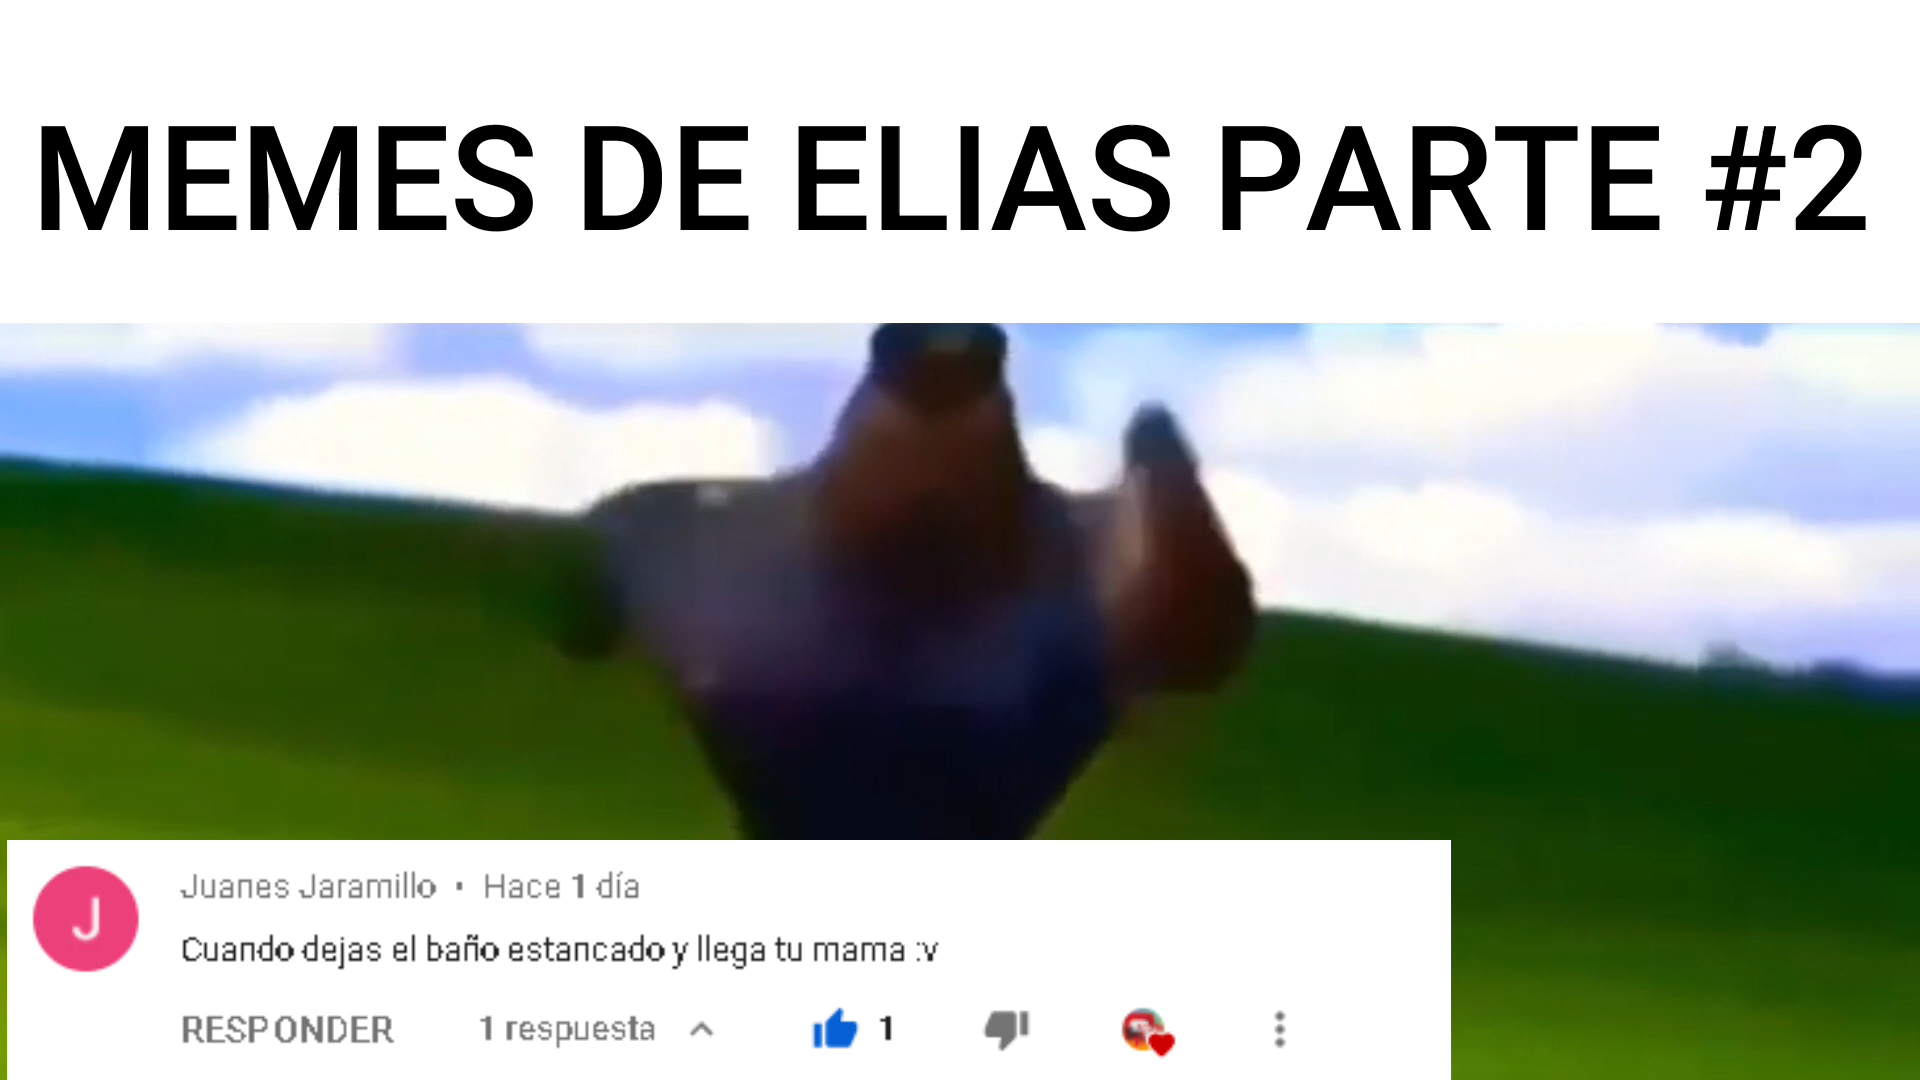 MEMES DE ELIAS PARTE #2
J
Juanes Jaramillo • Hace 1 día
Cuando dejas el baño estancado y llega tu mama :v
RESPONDER 1 respuesta 1